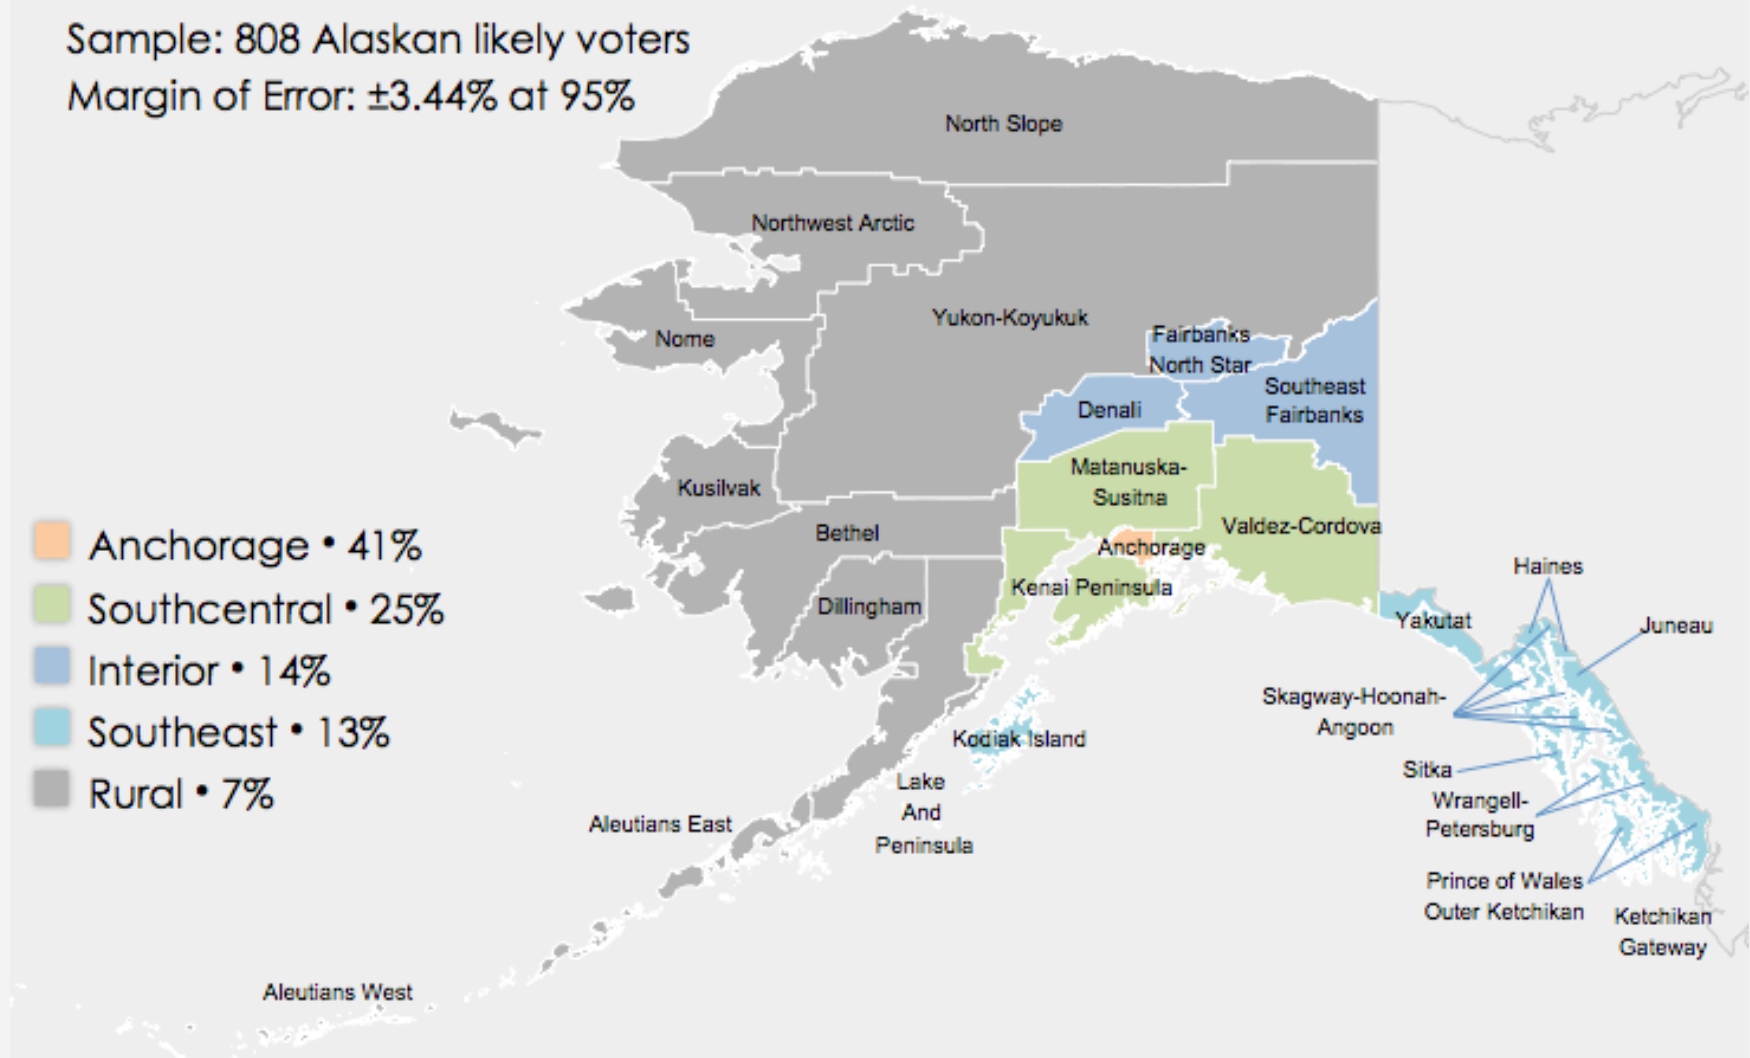 Sample: 808 Alaskan likely voters
Margin of Error: ±3.44% at 95%
North Slope
Northwest Arctic
Yukon-Koyukuk
Nome
Fairbanks
North Star
Southeast
Fairbanks
Denali
Matanuska-
Susitna
Kusilvak
Bethel
Valdez-Cordova
Anchorage
Kenai Peninsula
Dillingham
Haines
Yakutat
Juneau
Skagway-Hoonah-
Angoon
Kodiak Island
Sitka
Lake
And
Peninsula
Wrangell-
Petersburg
Aleutians East
Prince of Wales
Outer Ketchikan
Ketchikan
Gateway
Aleutians West
Anchorage • 41%
Southcentral • 25%
Interior • 14%
Southeast • 13%
Rural • 7%